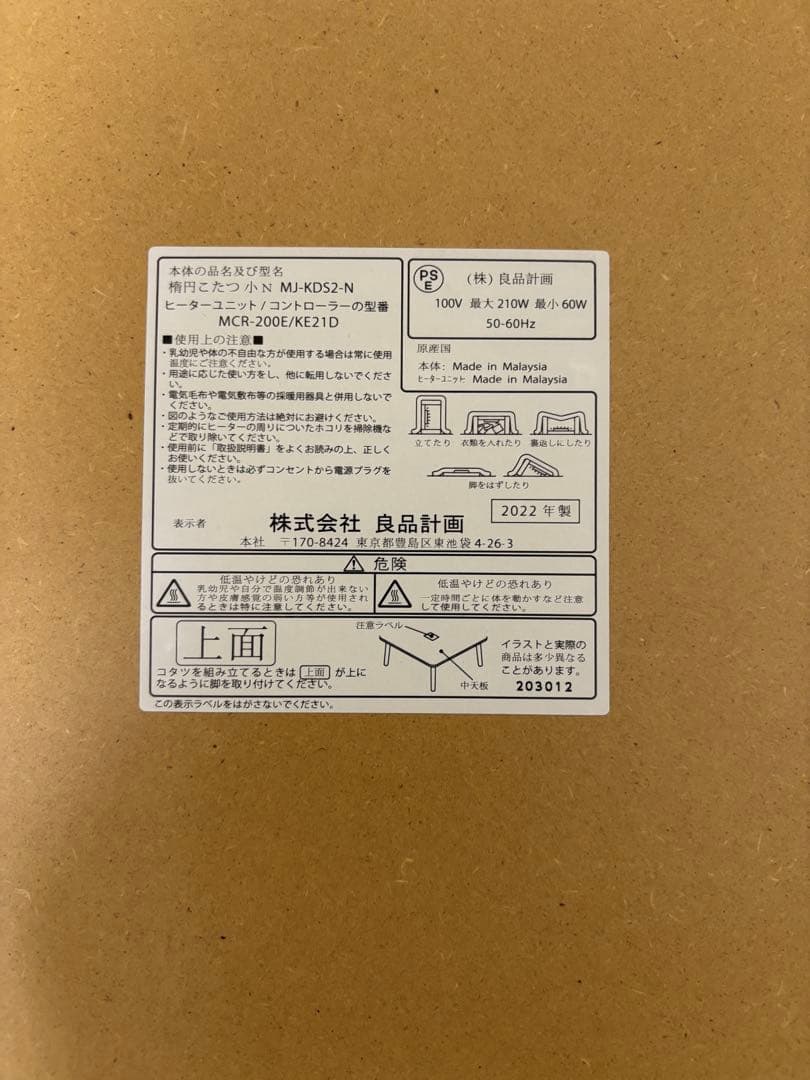 本体の品名及び型名
楕円こたつ 小N MJ-KDS2-N
ヒーターユニット/コントローラーの型番
MCR-200E/KE21D
■使用上の注意■
・乳幼児や体の不自由な方が使用する場合は常に使用
温度にご注意ください。
・用途に応じた使い方をし、他に転用しないでくださ
い。
・電気毛布や電気敷布等の採暖用器具と併用しないで
ください。
・図のようなご使用方法は絶対にお避けください。
・定期的にヒーターの周りについたホコリを掃除機な
どで取り除いてください。
・使用前に「取扱説明書」をよくお読みの上、正しく
お使いください。
・使用しないときは必ずコンセントから電源プラグを
抜いてください。
PS
E
(株)良品計画
100V 最大 210W 最小 60W
50-60Hz
原産国
本体: Made in Malaysia
ヒーターユニット Made in Malaysia
立てたり 衣類を入れたり 裏返しにしたり
脚をはずしたり
2022 年製
表示者 株式会社 良品計画
本社 〒170-8424 東京都豊島区東池袋 4-26-3
危険
低温やけどの恐れあり
乳幼児や自分で温度調節が出来ない
方や皮膚感覚の弱い方等が使用され
るときは特に注意してください。
低温やけどの恐れあり
一定時間ごとに体を動かすなど注意
して使用してください。
上面
コタツを組み立てるときは 上面 が上に
なるように脚を取り付けてください。
注意ラベル
中天板
イラストと実際の
商品は多少異なる
ことがあります。
203012
この表示ラベルをはがさないでください。